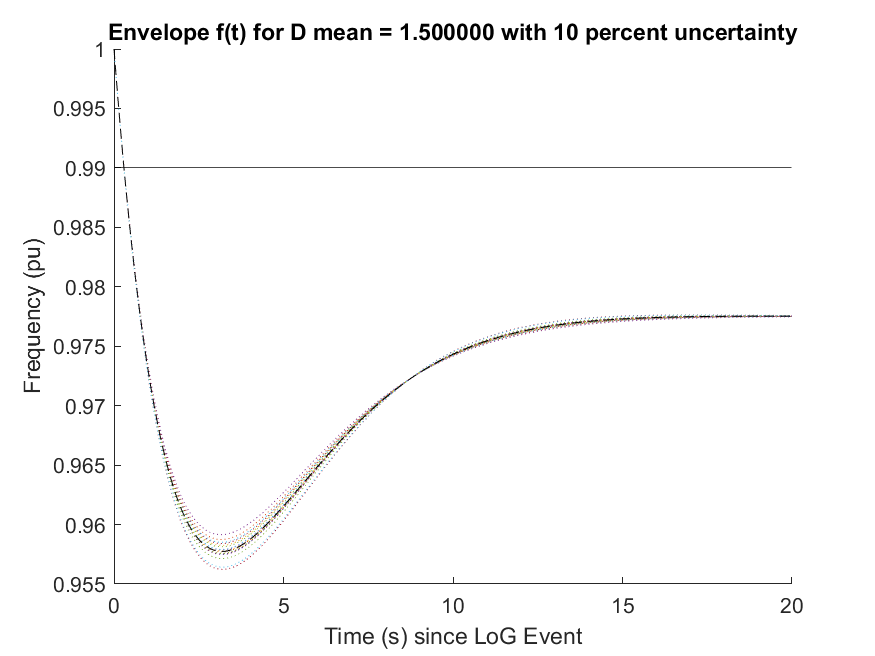 Envelope f(t) for D mean = 1.500000 with 10 percent uncertainty
1
0.995
0.99
0.985
0.98
0.975
0.97
0.965
0.96
0.955
Frequency (pu)
0 5 10 15 20
Time (s) since LoG Event